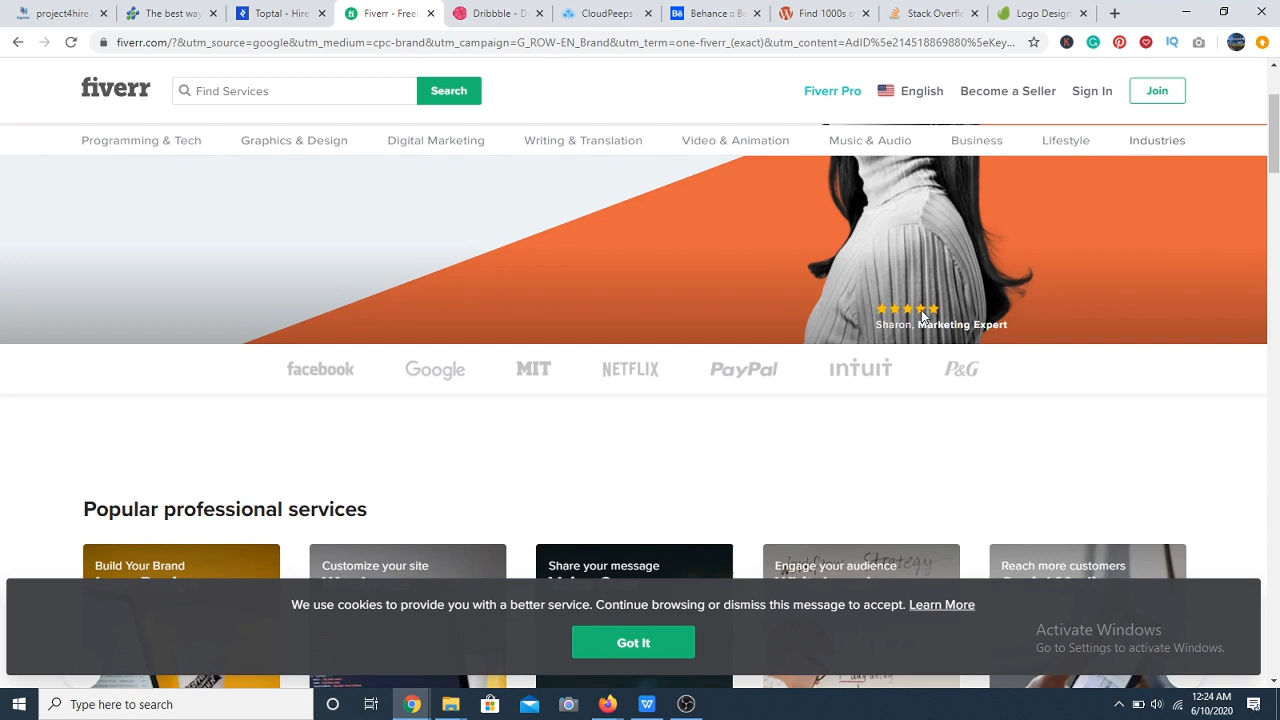 project4hire
The best way
Toptal - Hire
Fiverr - Freel
Dribbble - D
CloudPeeps
Behance :: Be
Find 100s o
Stack Overfl
Logo Design
fiverr.com/?&utm_source=google&utm_medium=cpc-brand&utm_campaign=G_ROW-EN_Brand&utm_term=one-fiverr_(exact)&utm_content=AdID%5e214518869880%5eKey...
fiverr
Find Services
Search
Fiverr Pro
English
Become a Seller
Sign In
Join
Programming & Tech
Graphics & Design
Digital Marketing
Writing & Translation
Video & Animation
Music & Audio
Business
Lifestyle
Industries
Sharon, Marketing Expert
facebook
Google
MIT
NETFLIX
PayPal
intuit
P&G
Popular professional services
Build Your Brand
Customize your site
Share your message
Engage your audience
Reach more customers
We use cookies to provide you with a better service. Continue browsing or dismiss this message to accept. Learn More
Got It
Activate Windows
Go to Settings to activate Windows.
Type here to search
12:24 AM
6/10/2020